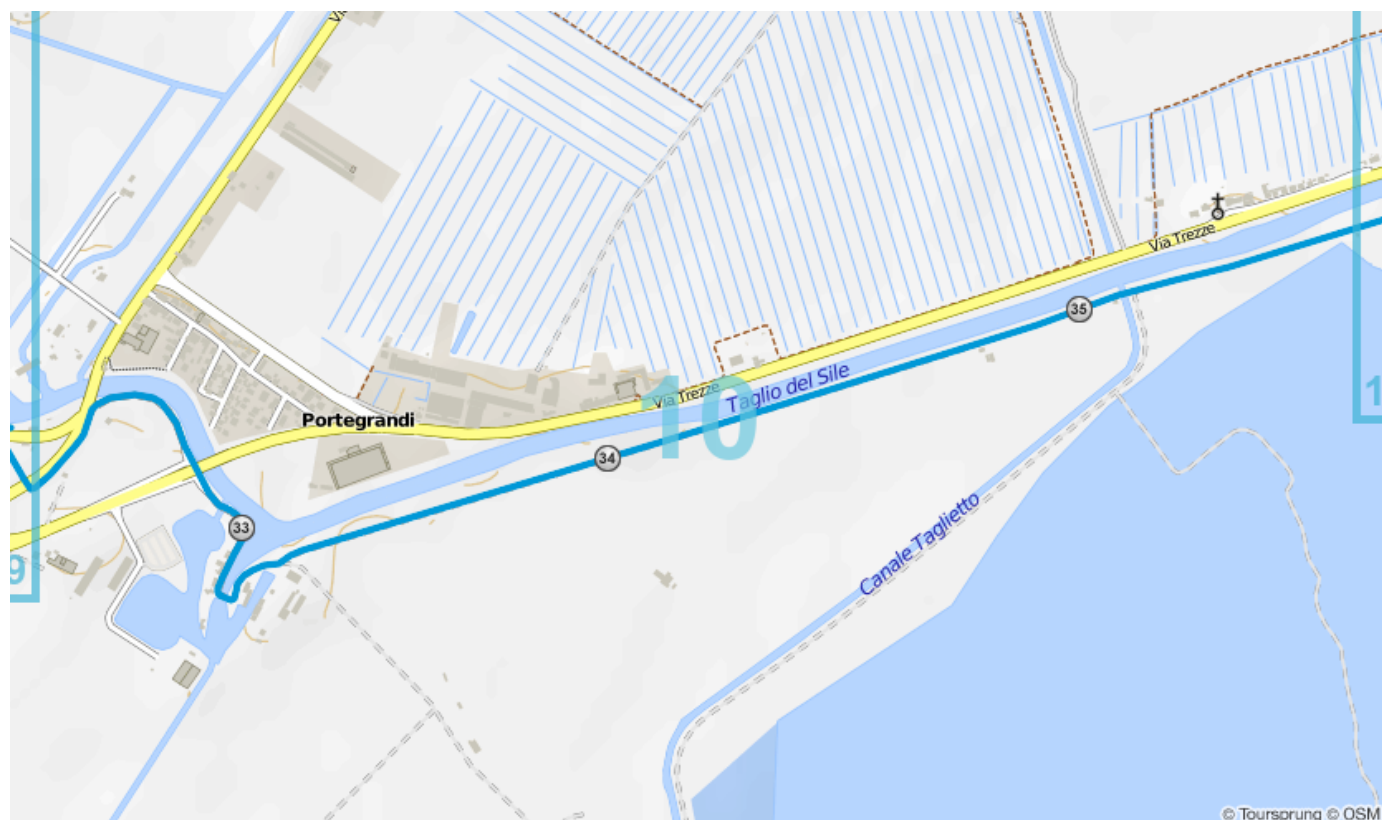 Via Trezze
35
Taglio del Sile
Via Trezze
10
Portegrandi
34
Canale Taglietto
33
9
1
© Toursprung © OSM